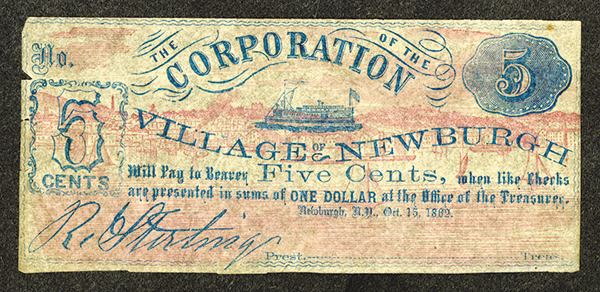 No.
THE CORPORATION OF THE
5
5 CENTS
VILLAGE OF NEWBURGH
Will Pay to Bearer Five Cents, when like Checks
are presented in sums of ONE DOLLAR at the Office of the Treasurer.
Newburgh, N.Y., Oct. 15, 1862.
Prest. Treas.